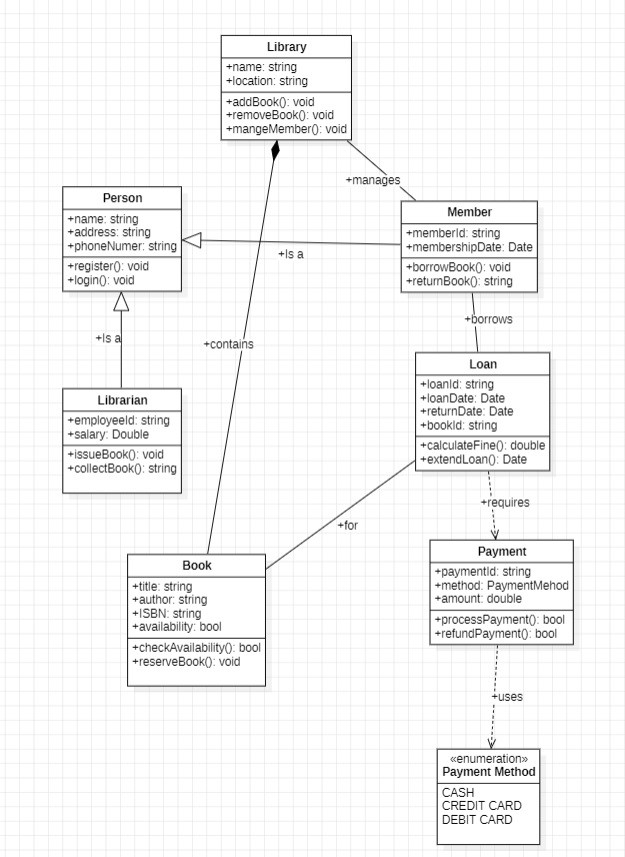 Library
+name: string
+location: string
+addBook(): void
+removeBook(): void
+mangeMember(): void
+manages
Person
+name: string
+address: string
+phoneNumer: string
+register(): void
+login(): void
Member
+memberId: string
+membershipDate: Date
+borrowBook(): void
+returnBook(): string
+Is a
+borrows
+Is a
+contains
Loan
+loanId: string
+loanDate: Date
+returnDate: Date
+bookId: string
+calculateFine(): double
+extendLoan(): Date
Librarian
+employeeId: string
+salary: Double
+issueBook(): void
+collectBook(): string
+requires
+for
Payment
+paymentId: string
+method: PaymentMehod
+amount: double
+processPayment(): bool
+refundPayment(): bool
Book
+title: string
+author: string
+ISBN: string
+availability: bool
+checkAvailability(): bool
+reserveBook(): void
+uses
«enumeration»
Payment Method
CASH
CREDIT CARD
DEBIT CARD